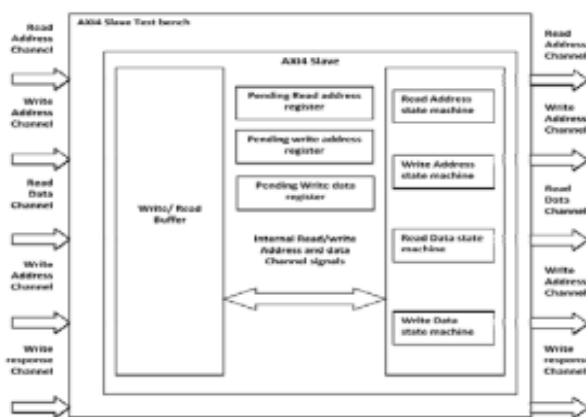 AXI4 Slave Test bench
Read
Address
Channel
Write
Address
Channel
Read
Data
Channel
Write
Address
Channel
Write
response
Channel
AXI4 Slave
Write/ Read
Buffer
Pending Read address
register
Pending write address
register
Pending Write data
register
Internal Read/write
Address and data
Channel signals
Read Address
state machine
Write Address
state machine
Read Data state
machine
Write Data
state machine
Read
Address
Channel
Write
Address
Channel
Read Data
Channel
Write
Address
Channel
Write
response
Channel